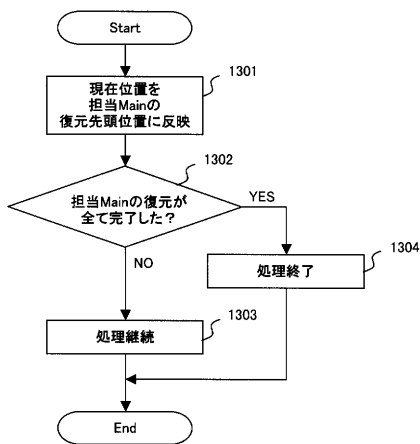 Start
1301
現在位置を
担当Mainの
復元先頭位置に反映
1302
担当Mainの復元が
全て完了した？
YES
NO
1304
処理終了
1303
処理継続
End